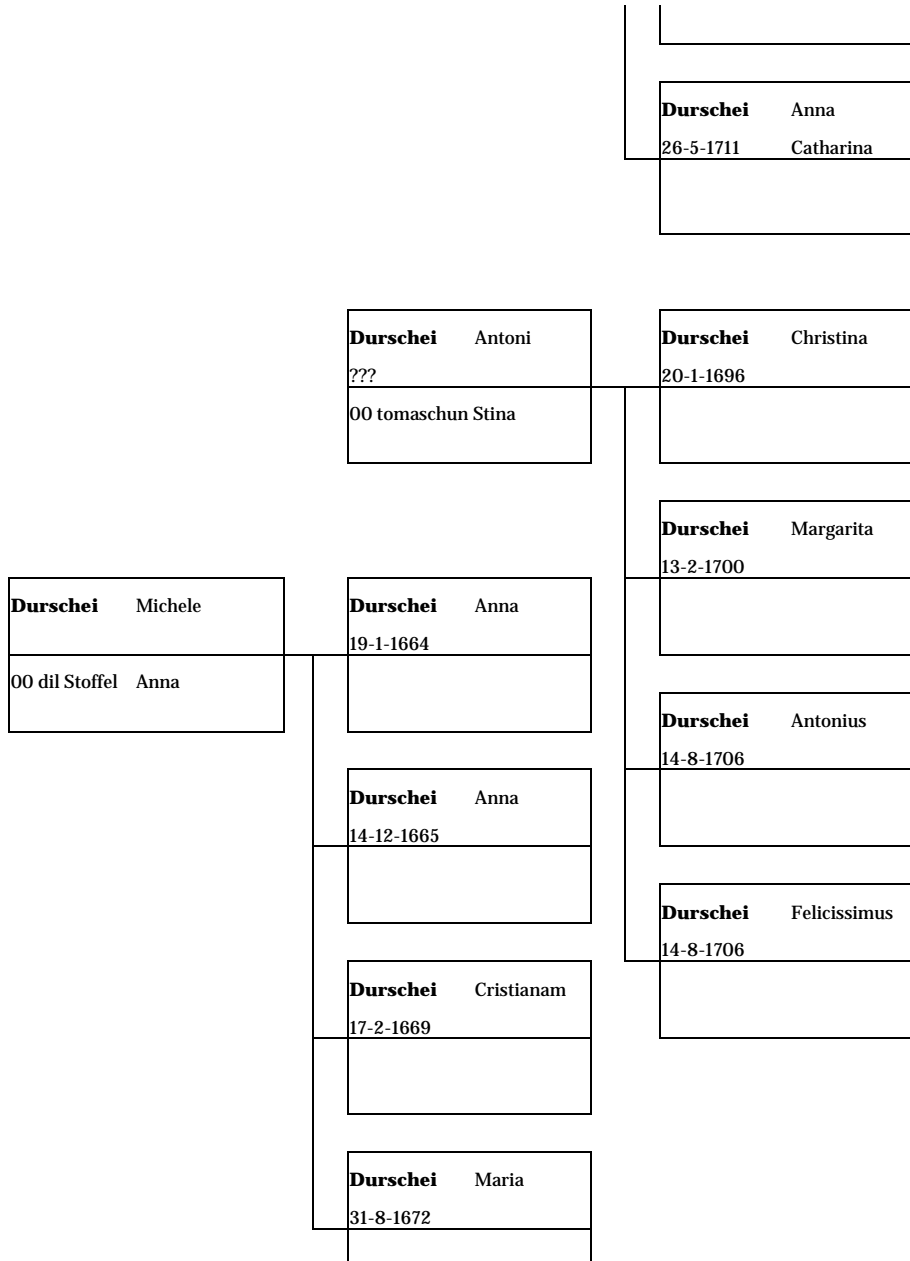 Durschei Anna
26-5-1711 Catharina
Durschei Antoni
???
00 tomaschun Stina
Durschei Christina
20-1-1696
Durschei Margarita
13-2-1700
Durschei Michele
00 dil Stoffel Anna
Durschei Anna
19-1-1664
Durschei Antonius
14-8-1706
Durschei Anna
14-12-1665
Durschei Felicissimus
14-8-1706
Durschei Cristianam
17-2-1669
Durschei Maria
31-8-1672